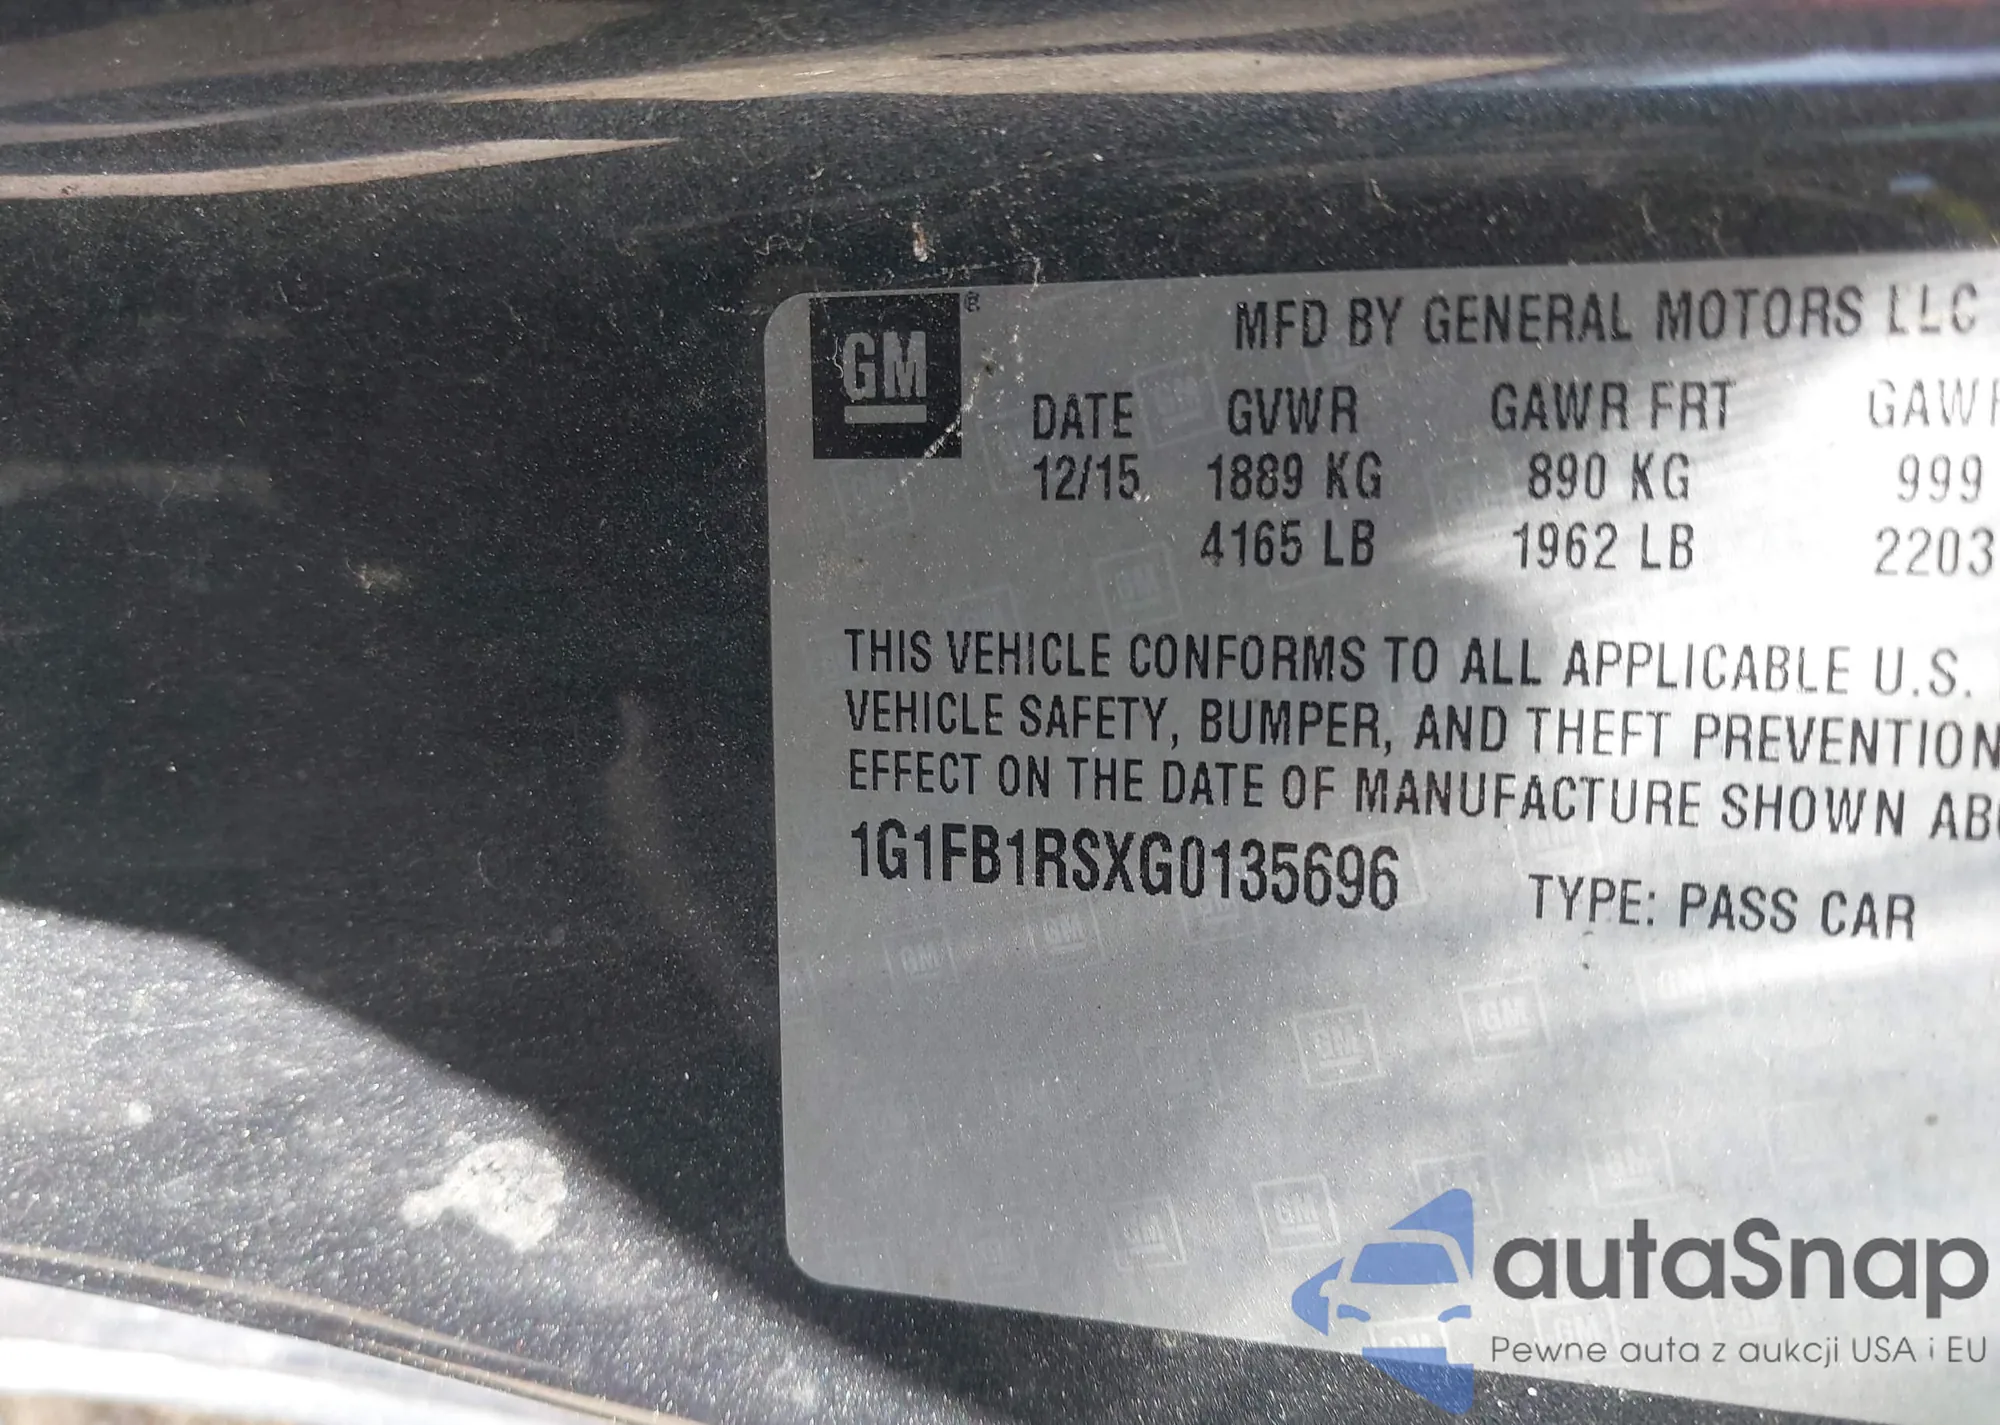 GM ®
MFD BY GENERAL MOTORS LLC
DATE GVWR GAWR FRT GAWR
12/15 1889 KG 890 KG 999
4165 LB 1962 LB 2203
THIS VEHICLE CONFORMS TO ALL APPLICABLE U.S.
VEHICLE SAFETY, BUMPER, AND THEFT PREVENTION
EFFECT ON THE DATE OF MANUFACTURE SHOWN
1G1FB1RSXG0135696 TYPE: PASS CAR
autaSnap
Pewne auta z aukcji USA i EU